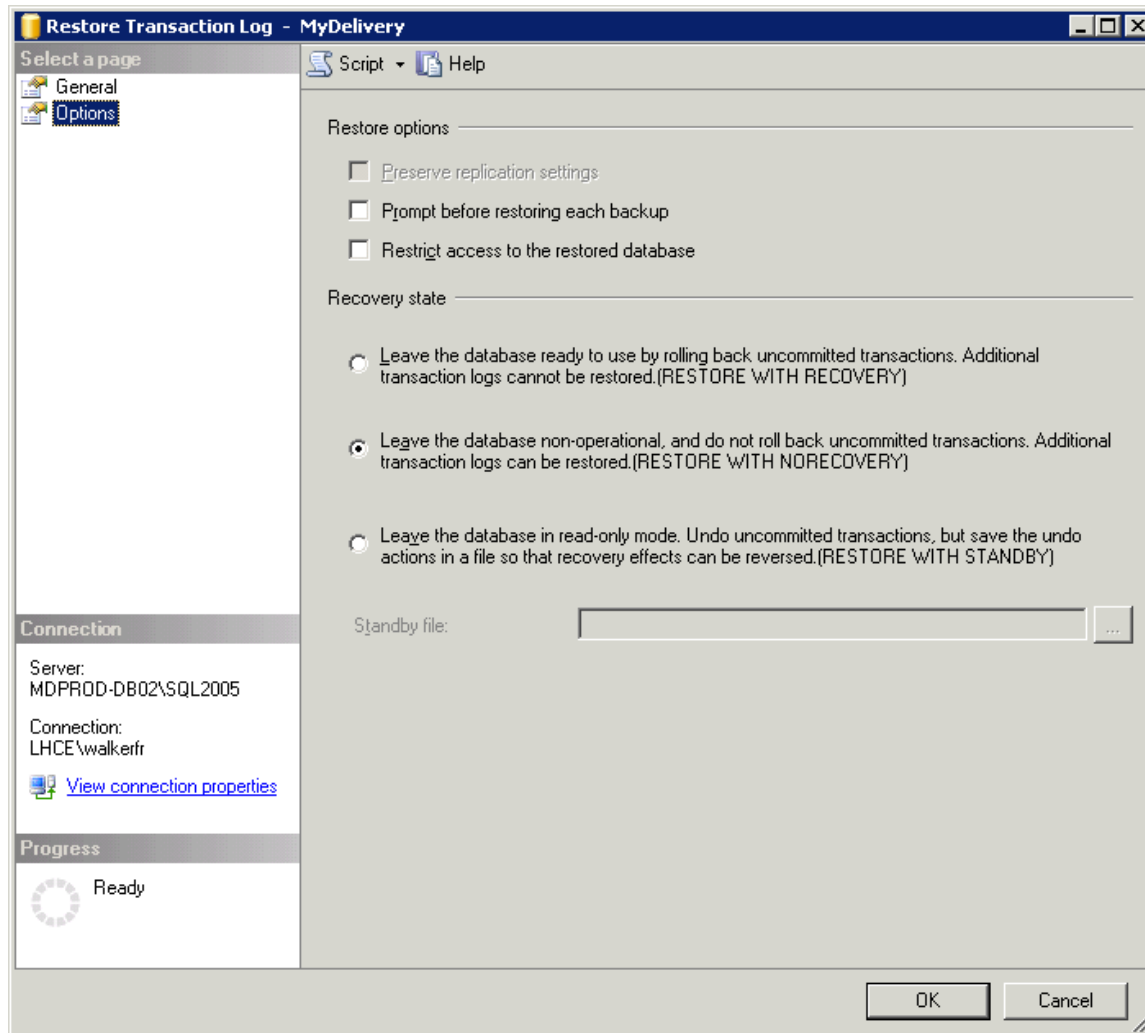 Restore Transaction Log - MyDelivery
Select a page
General
Options
Script
Help
Restore options
Preserve replication settings
Prompt before restoring each backup
Restrict access to the restored database
Recovery state
Leave the database ready to use by rolling back uncommitted transactions. Additional
transaction logs cannot be restored.(RESTORE WITH RECOVERY)
Leave the database non-operational, and do not roll back uncommitted transactions. Additional
transaction logs can be restored.(RESTORE WITH NORECOVERY)
Leave the database in read-only mode. Undo uncommitted transactions, but save the undo
actions in a file so that recovery effects can be reversed.(RESTORE WITH STANDBY)
Standby file:
...
Connection
Server:
MDPROD-DB02\SQL2005
Connection:
LHCE\walkerfr
View connection properties
Progress
Ready
OK
Cancel